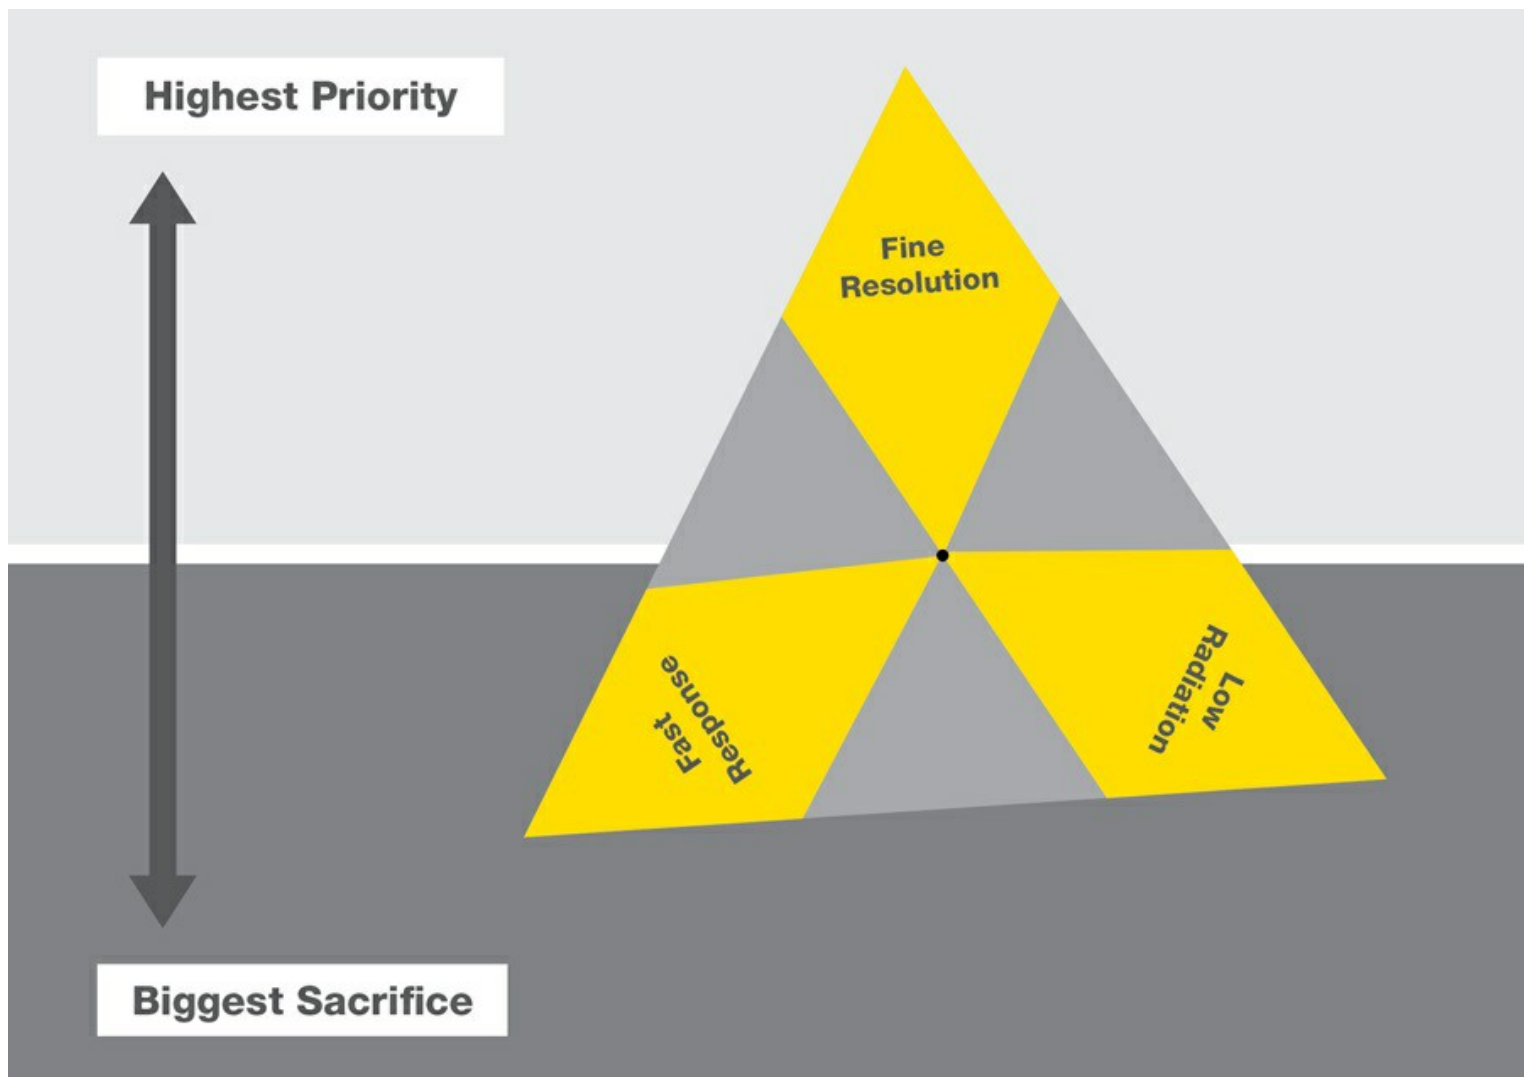 Highest Priority
Fine
Resolution
Fast
Response
Low
Radiation
Biggest Sacrifice